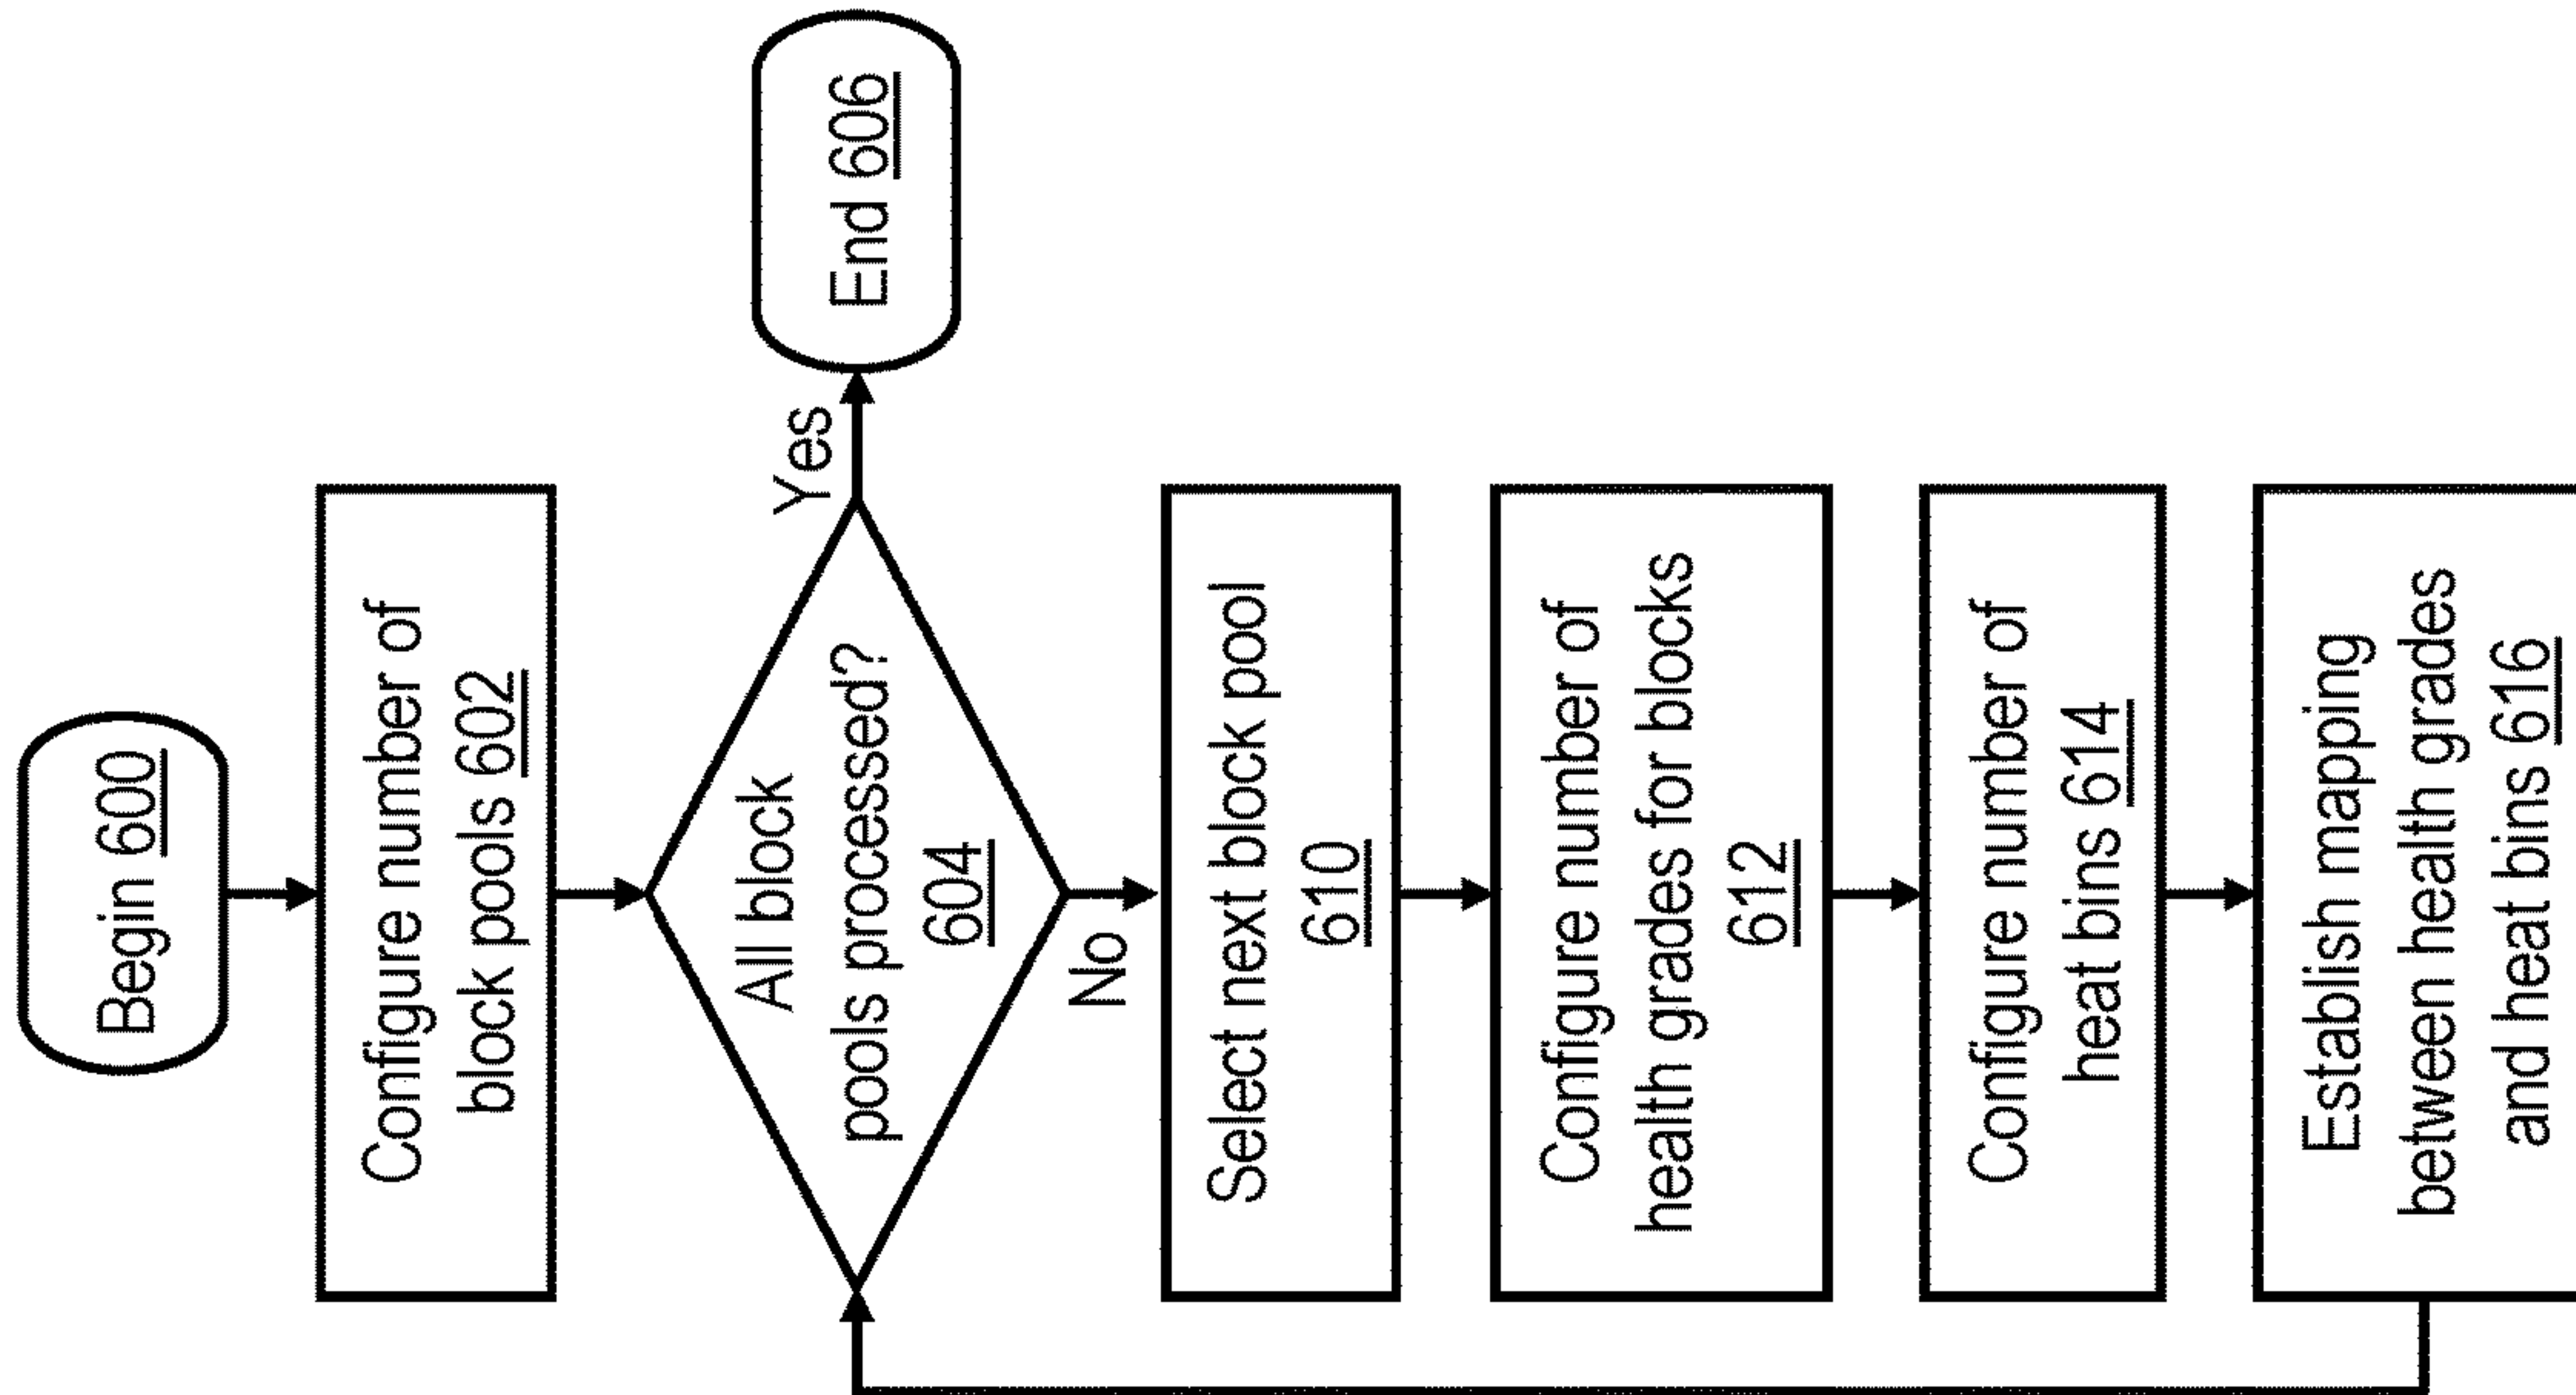 Begin 600
Configure number of
block pools 602
All block
pools processed?
604
Yes
End 606
No
Select next block pool
610
Configure number of
health grades for blocks
612
Configure number of
heat bins 614
Establish mapping
between health grades
and heat bins 616